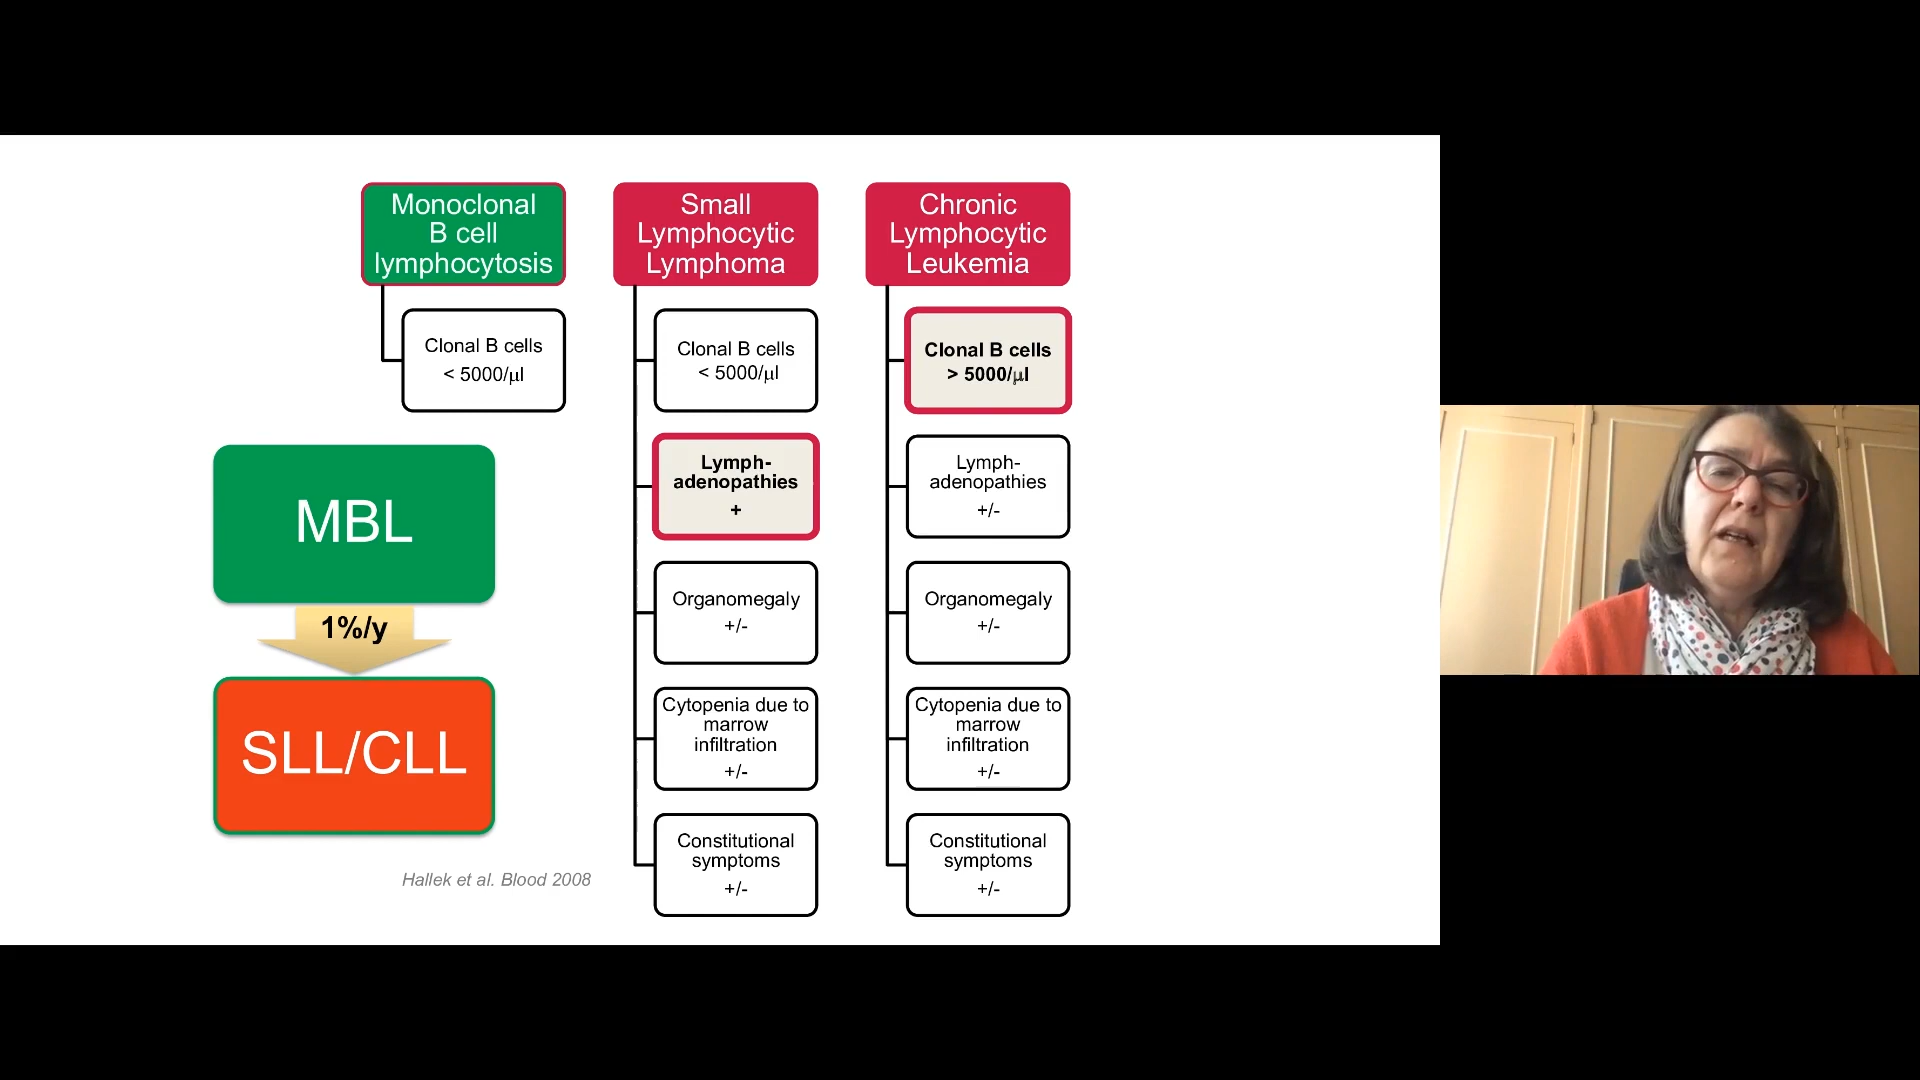 Monoclonal
B cell
lymphocytosis
Clonal B cells
< 5000/µl
Small
Lymphocytic
Lymphoma
Clonal B cells
< 5000/µl
Lymph-
adenopathies
+
Organomegaly
+/-
Cytopenia due to
marrow
infiltration
+/-
Constitutional
symptoms
+/-
Chronic
Lymphocytic
Leukemia
Clonal B cells
> 5000/µl
Lymph-
adenopathies
+/-
Organomegaly
+/-
Cytopenia due to
marrow
infiltration
+/-
Constitutional
symptoms
+/-
MBL
1%/y
SLL/CLL
Hallek et al. Blood 2008